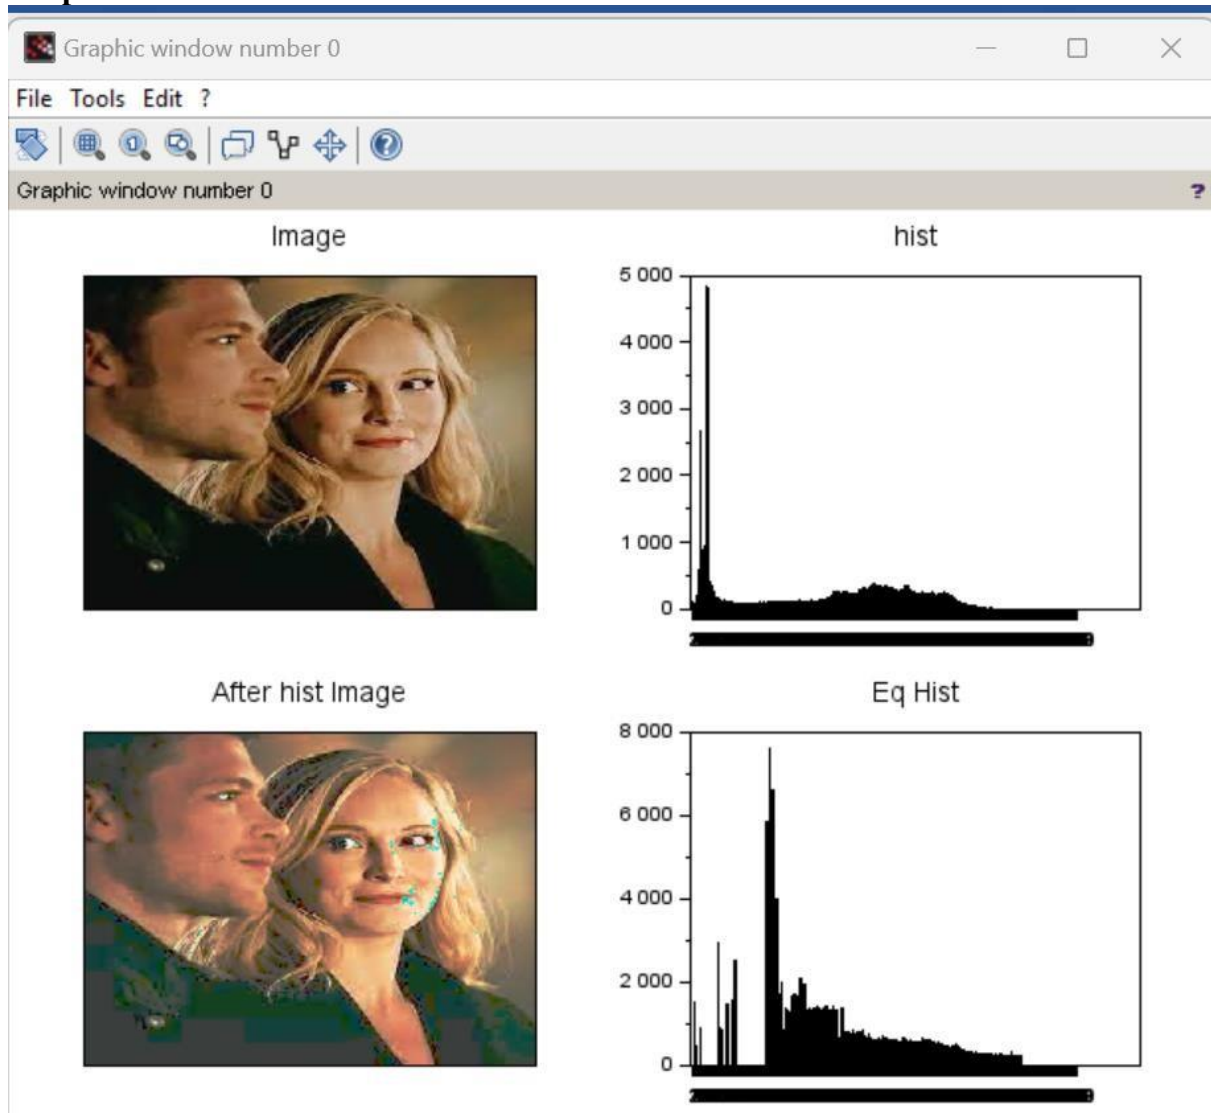 Graphic window number 0
File Tools Edit ?
Graphic window number 0 ?
Image
hist
5 000
4 000
3 000
2 000
1 000
0
After hist Image
Eq Hist
8 000
6 000
4 000
2 000
0